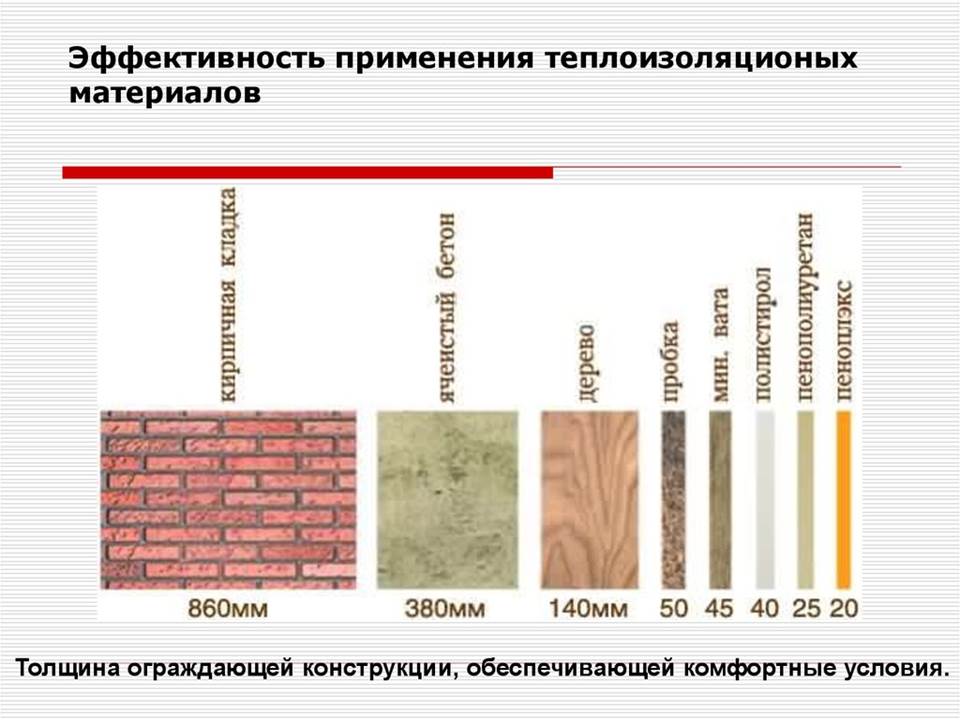 Эффективность применения теплоизоляционых
материалов
кирпичная кладка
ячеистый бетон
дерево
пробка
мин. вата
полистирол
пенополиуретан
пеноплэкс
860мм 380мм 140мм 50 45 40 25 20
Толщина ограждающей конструкции, обеспечивающей комфортные условия.